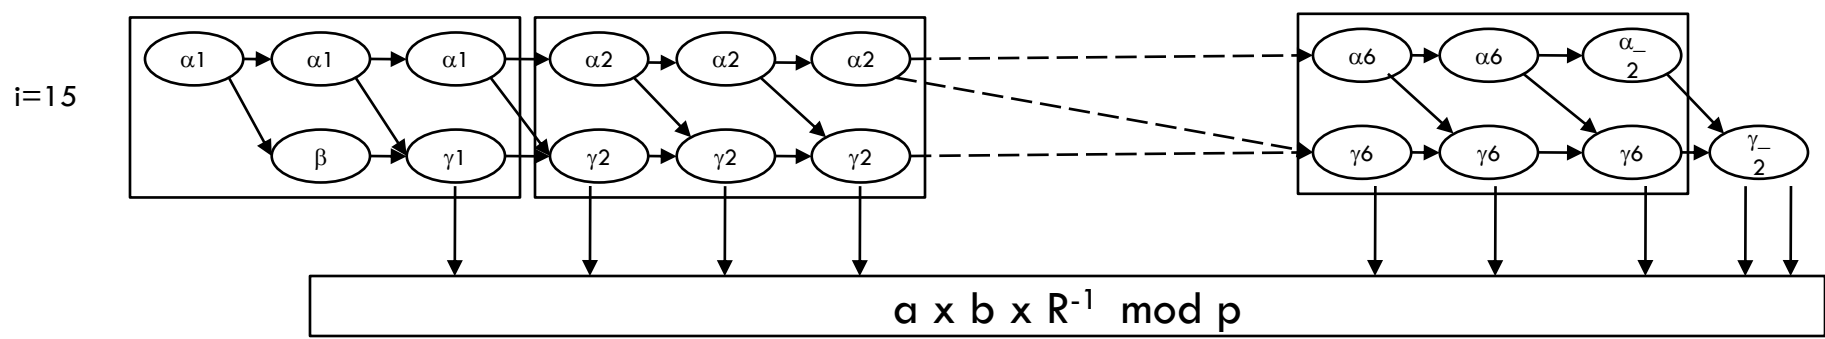 α1 α1 α1 α2 α2 α2 α6 α6 α_
2
i=15
β γ1 γ2 γ2 γ2 γ6 γ6 γ6 γ_
2
a x b x R⁻¹ mod p